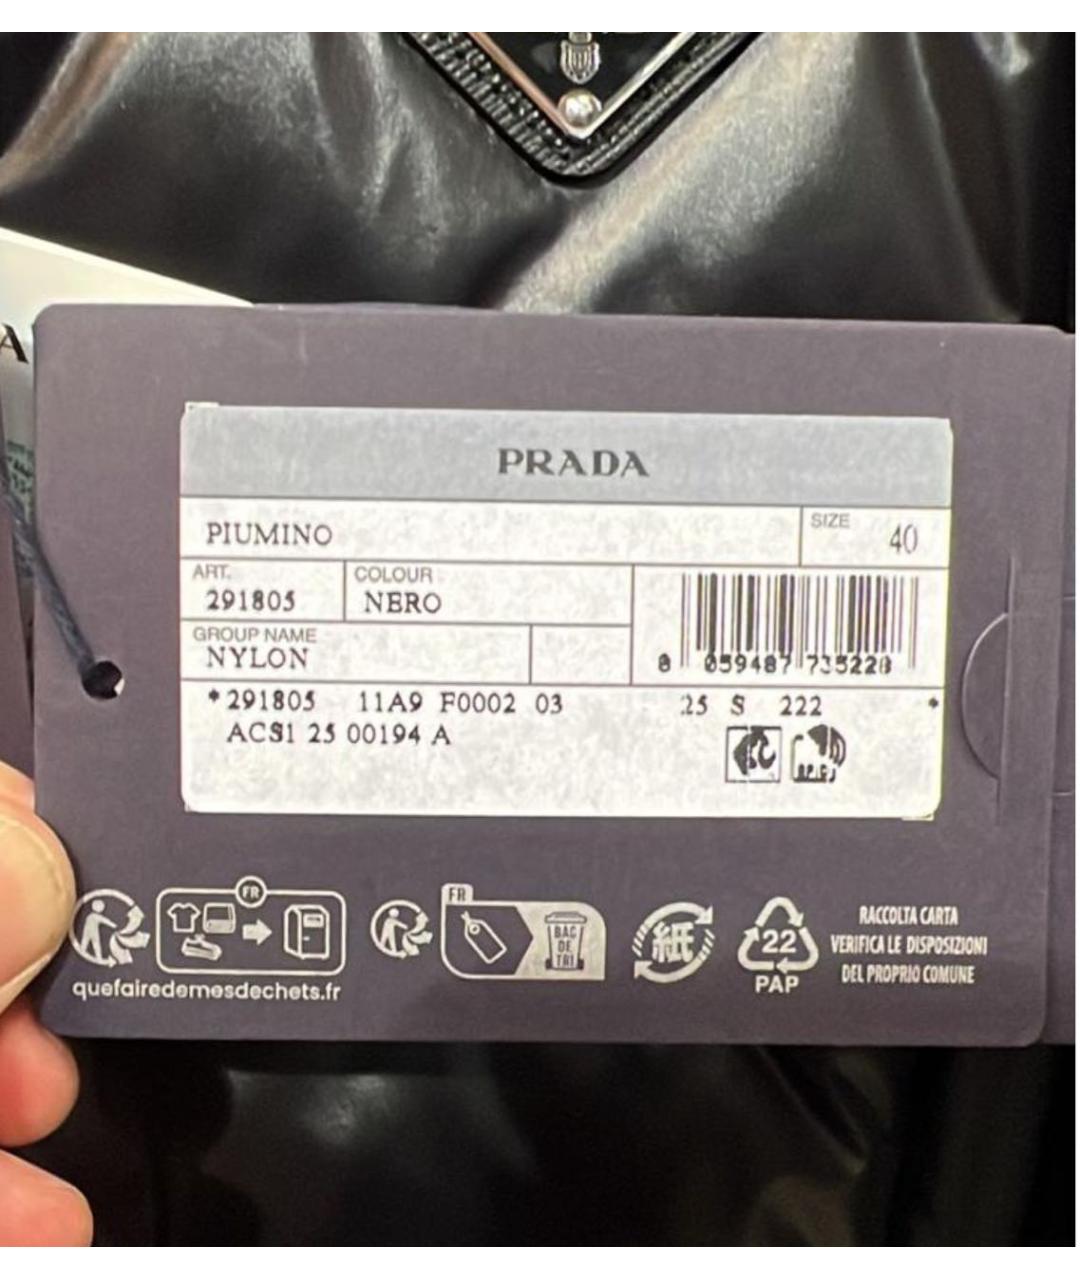 A
PRADA
PIUMINO
SIZE 40
ART. 291805
COLOUR NERO
GROUP NAME
NYLON
8 059487 735228
*291805 11A9 F0002 03 25 S 222 *
ACS1 25 00194 A
FR
FR
BAG DE TRI
紙
22
PAP
quefairedemesdechets.fr
RACCOLTA CARTA
VERIFICA LE DISPOSIZIONI
DEL PROPRIO COMUNE